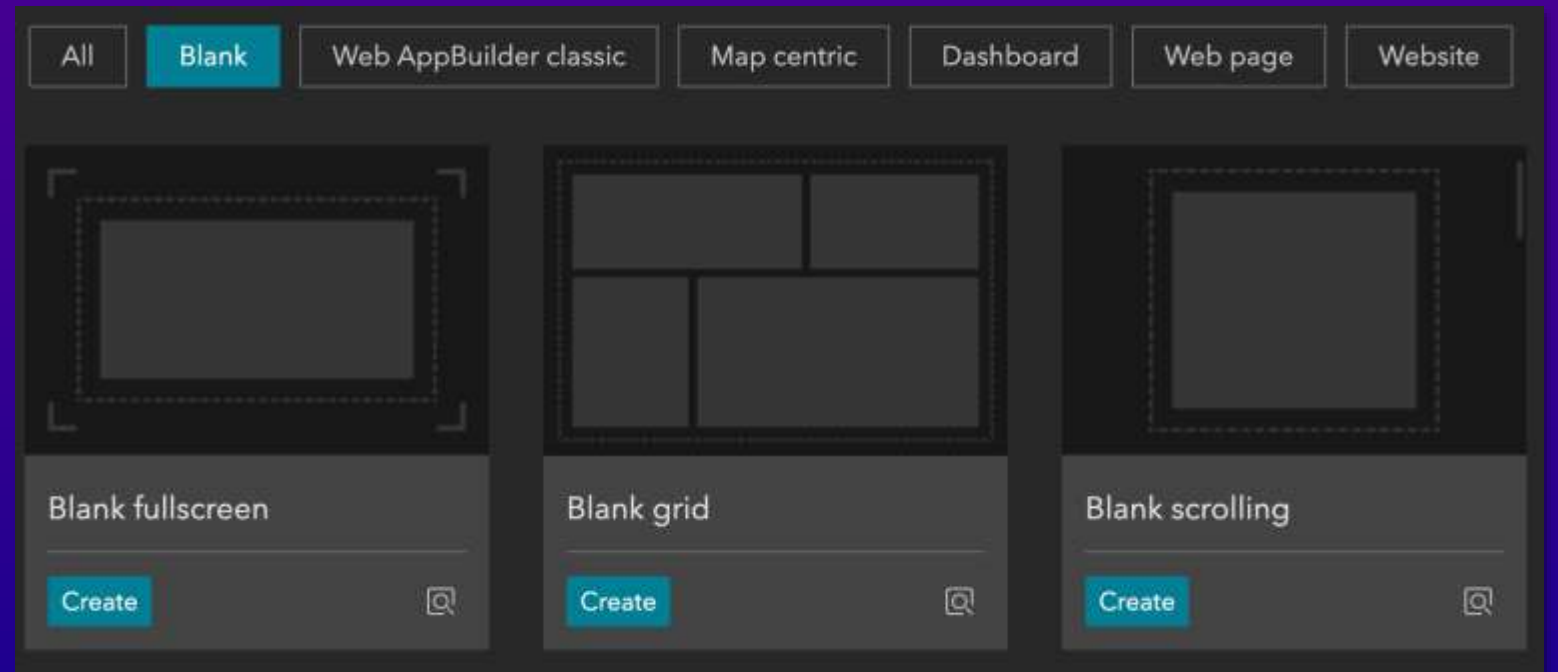 All Blank Web AppBuilder classic Map centric Dashboard Web page Website
Blank fullscreen Blank grid Blank scrolling
Create Create Create